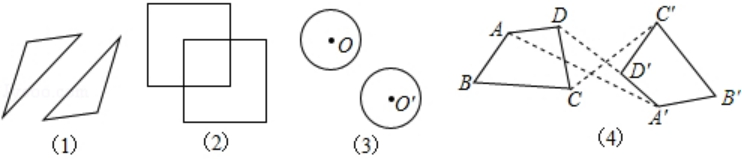 (1)
(2)
O
O'
(3)
A
D
B
C
C'
D'
B'
A'
(4)